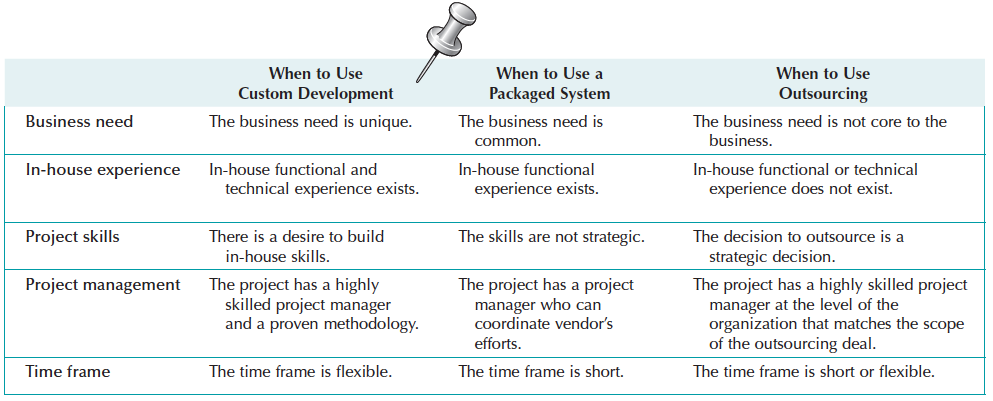 When to Use
Custom Development
When to Use a
Packaged System
When to Use
Outsourcing
Business need
The business need is unique.
The business need is
common.
The business need is not core to the
business.
In-house experience
In-house functional and
technical experience exists.
In-house functional
experience exists.
In-house functional or technical
experience does not exist.
Project skills
There is a desire to build
in-house skills.
The skills are not strategic.
The decision to outsource is a
strategic decision.
Project management
The project has a highly
skilled project manager
and a proven methodology.
The project has a project
manager who can
coordinate vendor’s
efforts.
The project has a highly skilled project
manager at the level of the
organization that matches the scope
of the outsourcing deal.
Time frame
The time frame is flexible.
The time frame is short.
The time frame is short or flexible.